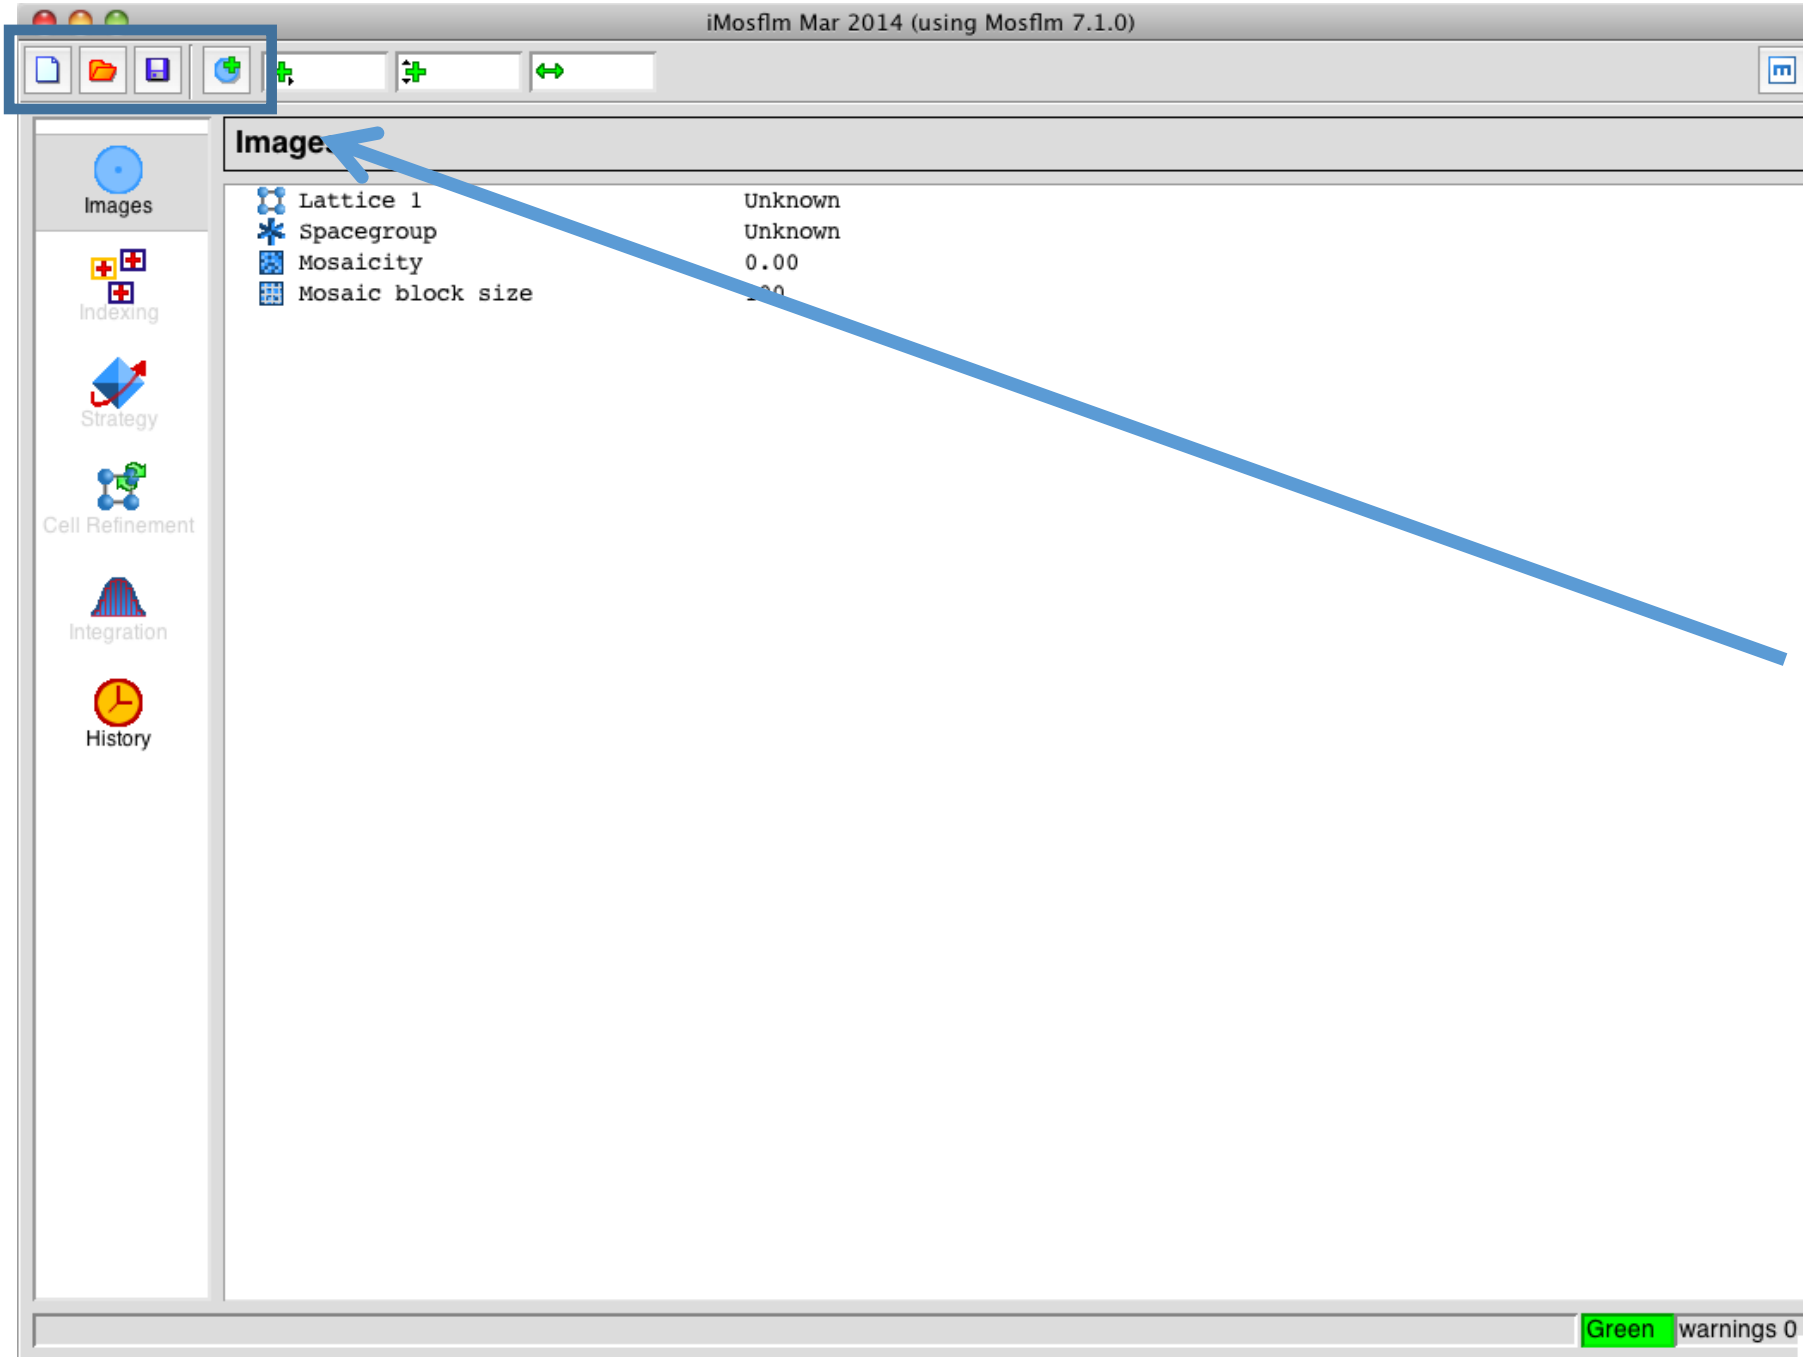 iMosflm Mar 2014 (using Mosflm 7.1.0)
Images
Images
Lattice 1 Unknown
Spacegroup Unknown
Mosaicity 0.00
Mosaic block size 100
Indexing
Strategy
Cell Refinement
Integration
History
Green warnings 0